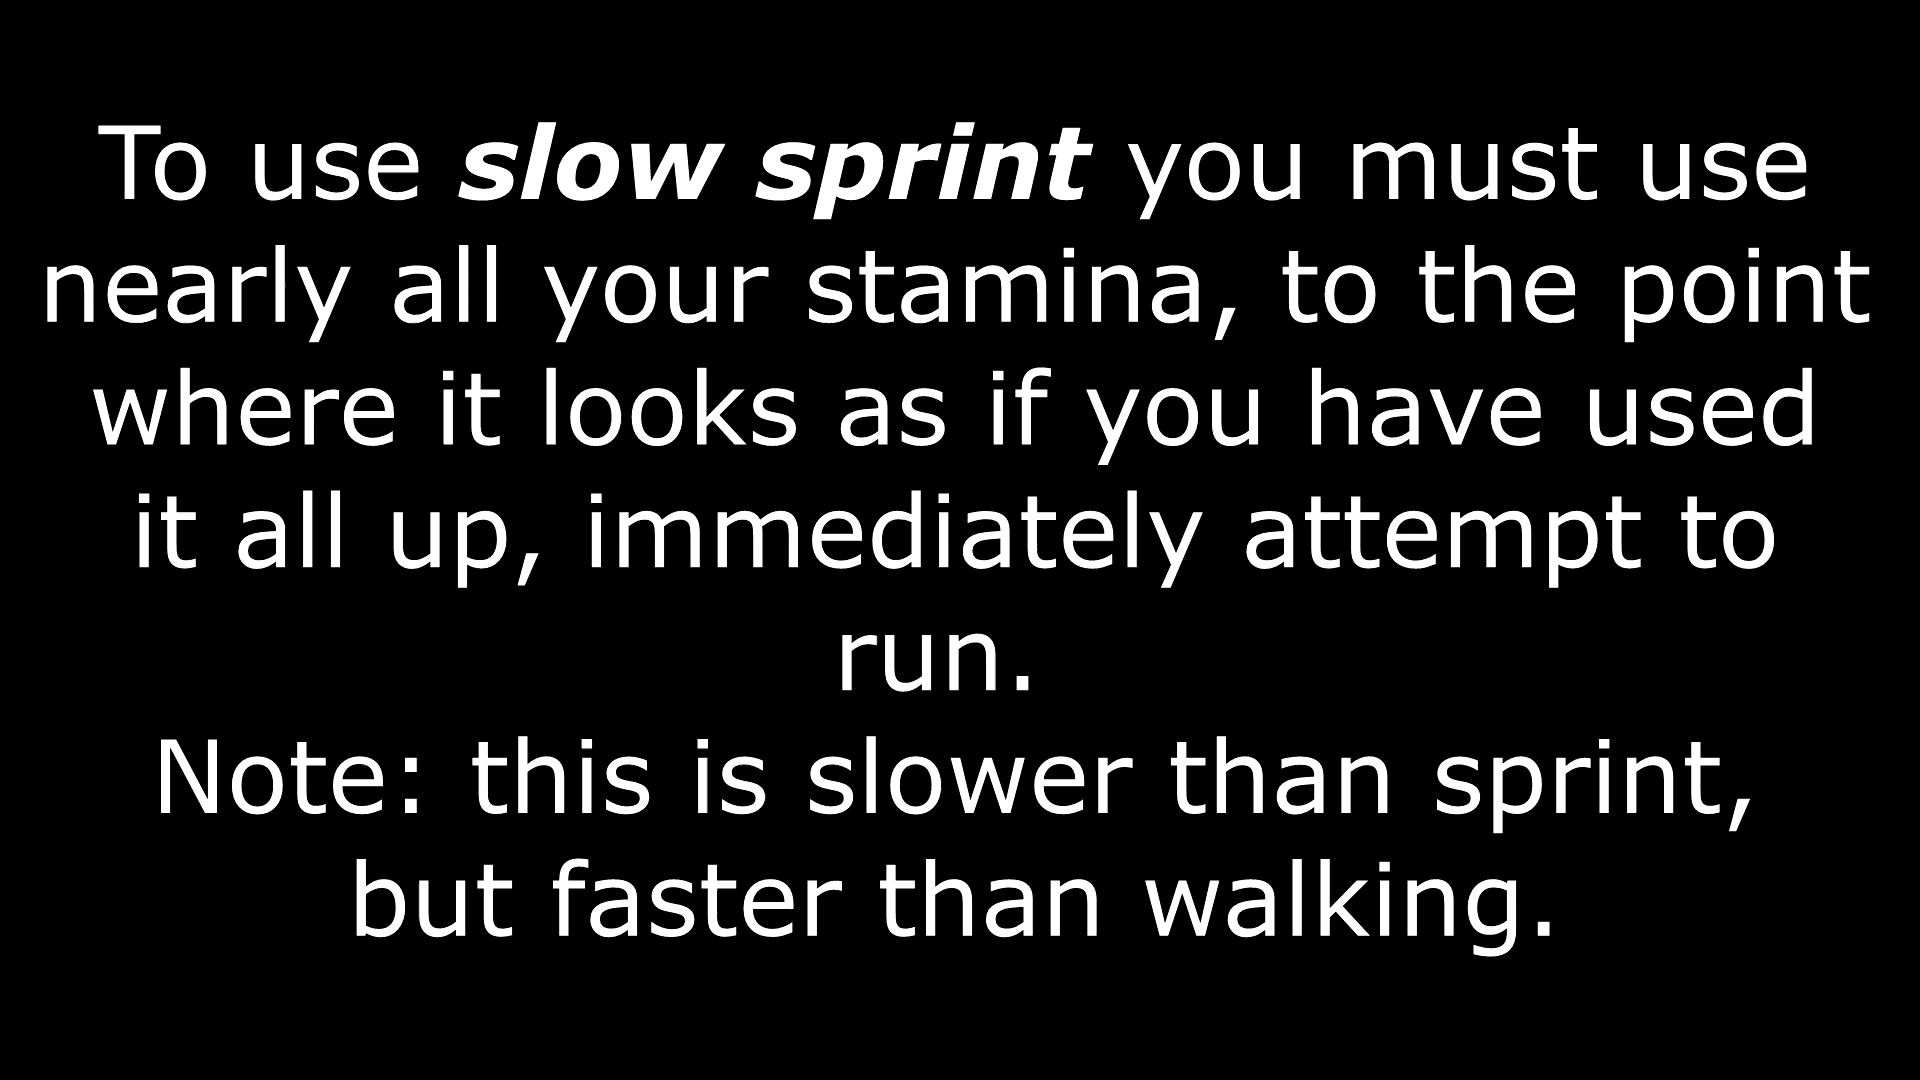 To use slow sprint you must use
nearly all your stamina, to the point
where it looks as if you have used
it all up, immediately attempt to
run.
Note: this is slower than sprint,
but faster than walking.